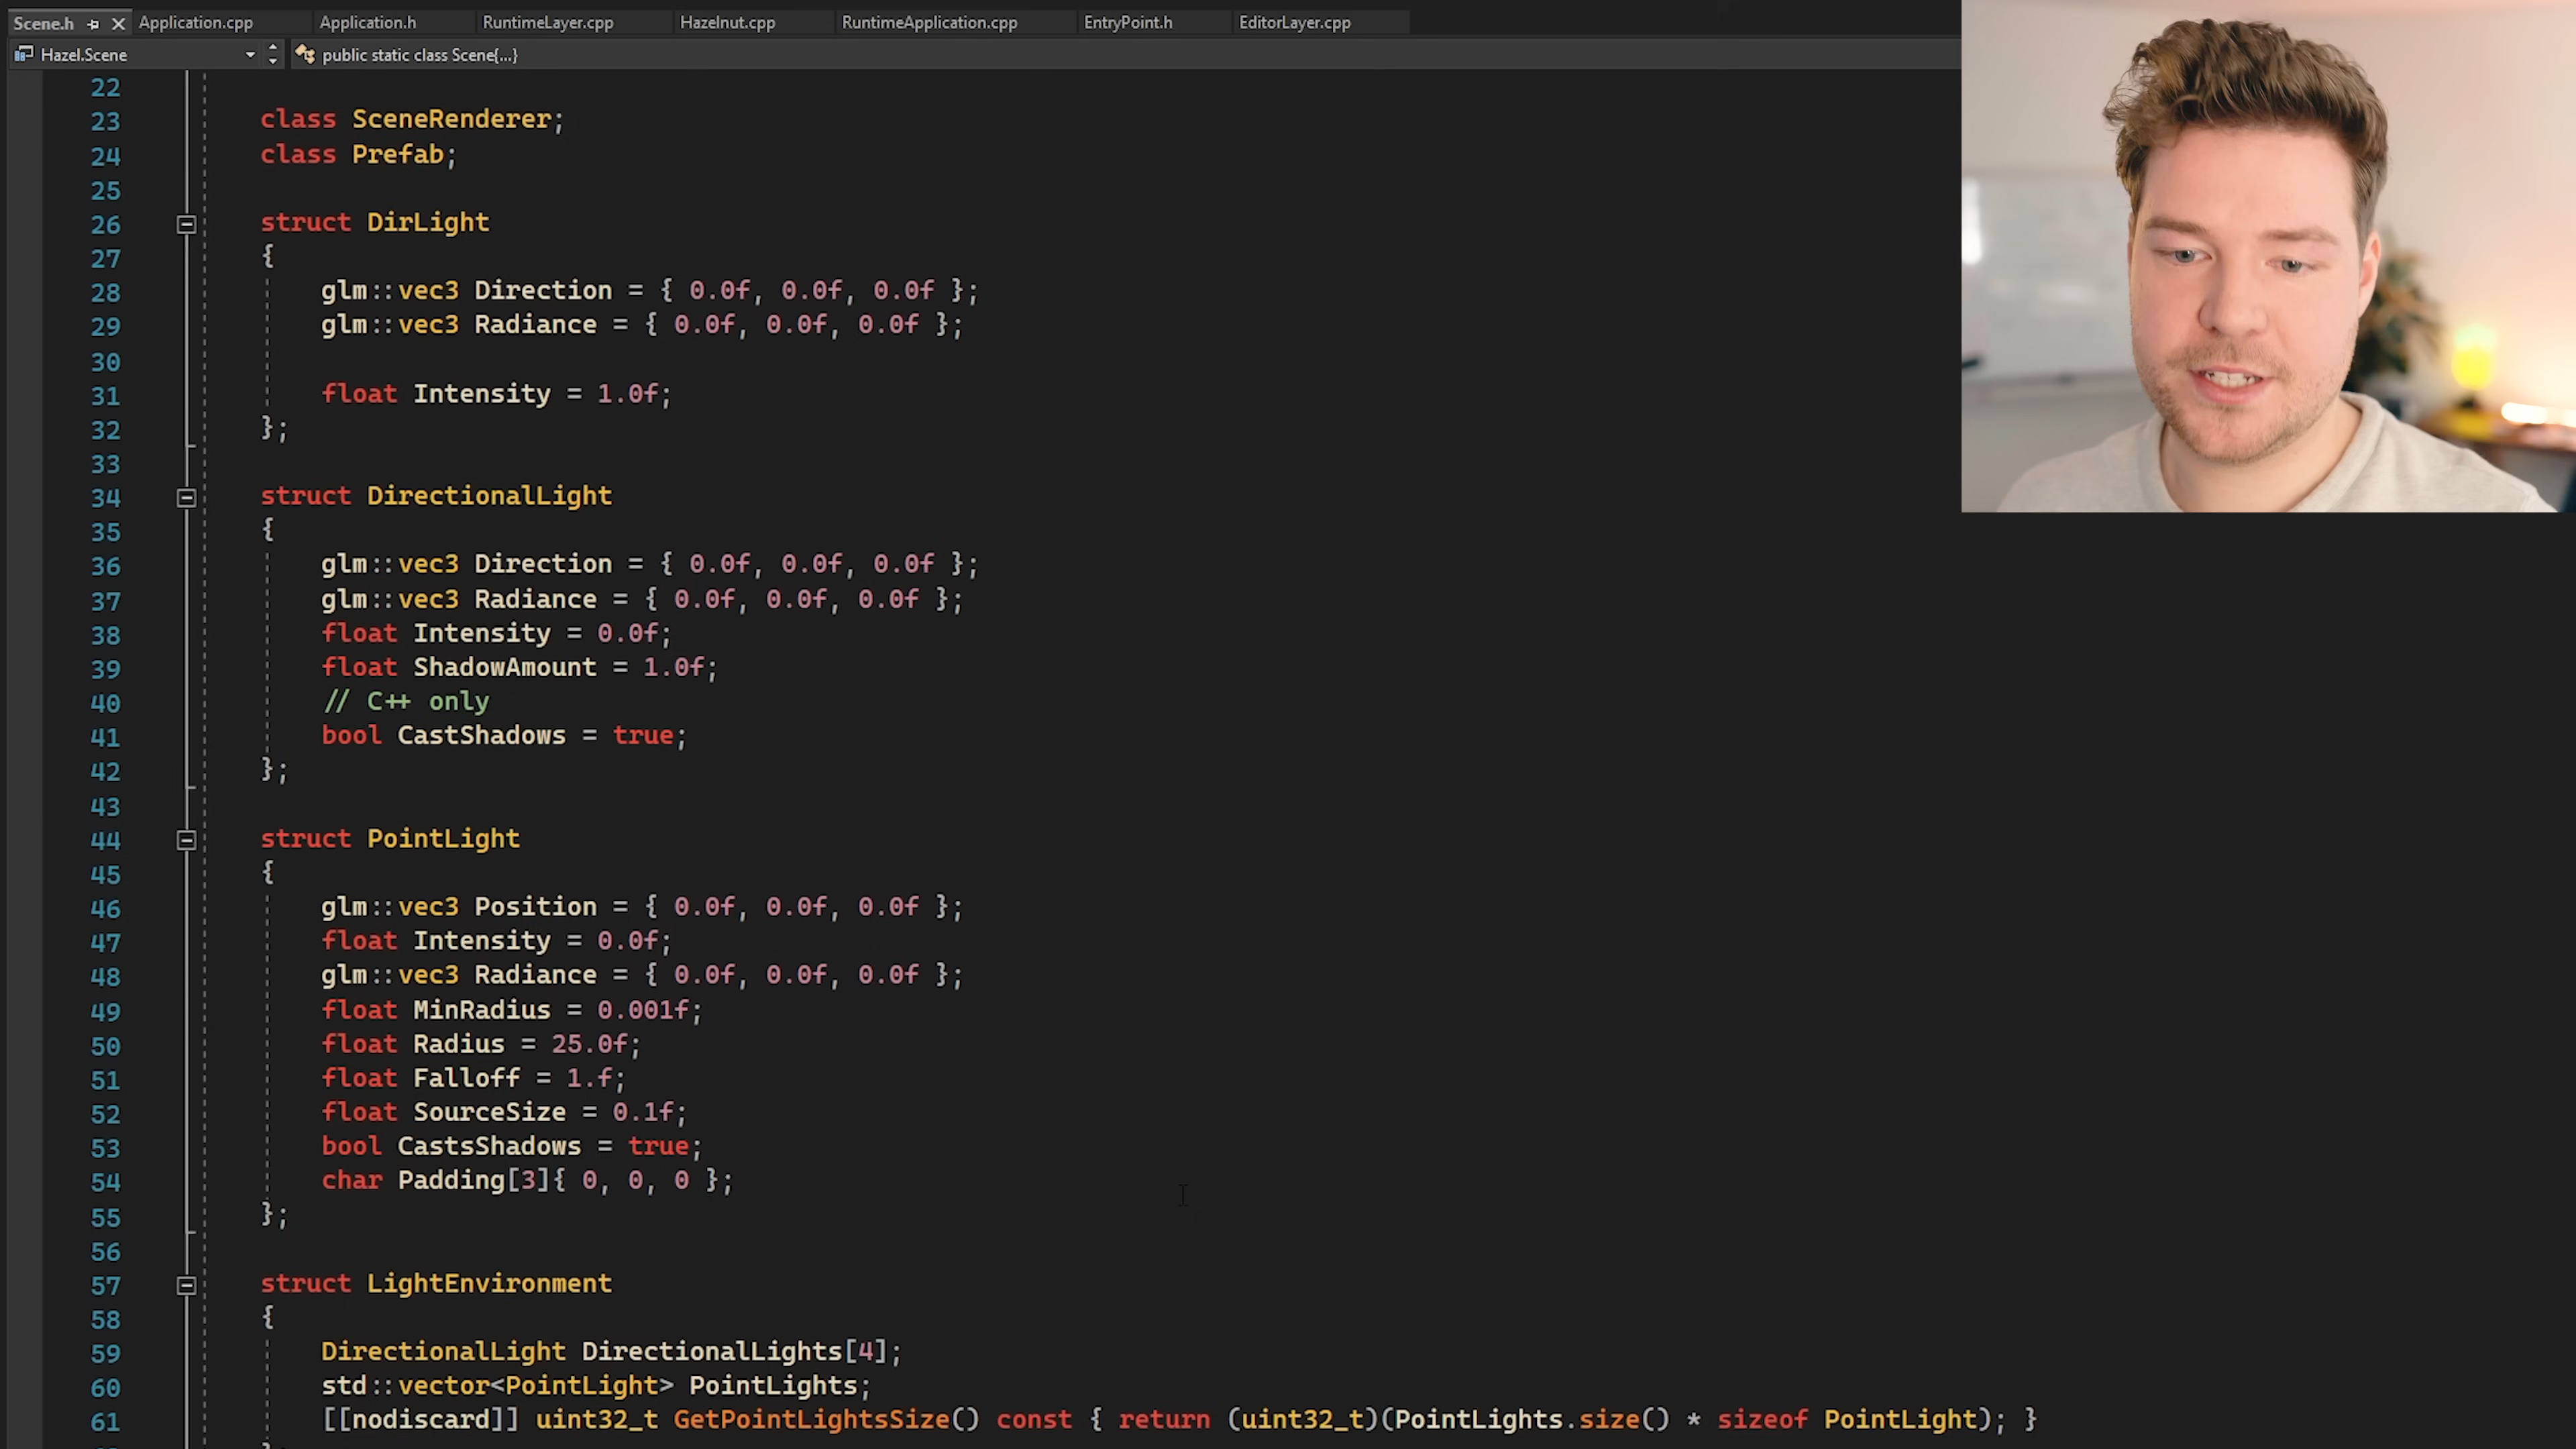 Scene.h Application.cpp Application.h RuntimeLayer.cpp Hazelnut.cpp RuntimeApplication.cpp EntryPoint.h EditorLayer.cpp
Hazel.Scene public static class Scene{...}
22
23 class SceneRenderer;
24 class Prefab;
25
26 struct DirLight
27 {
28 glm::vec3 Direction = { 0.0f, 0.0f, 0.0f };
29 glm::vec3 Radiance = { 0.0f, 0.0f, 0.0f };
30
31 float Intensity = 1.0f;
32 };
33
34 struct DirectionalLight
35 {
36 glm::vec3 Direction = { 0.0f, 0.0f, 0.0f };
37 glm::vec3 Radiance = { 0.0f, 0.0f, 0.0f };
38 float Intensity = 0.0f;
39 float ShadowAmount = 1.0f;
40 // C++ only
41 bool CastShadows = true;
42 };
43
44 struct PointLight
45 {
46 glm::vec3 Position = { 0.0f, 0.0f, 0.0f };
47 float Intensity = 0.0f;
48 glm::vec3 Radiance = { 0.0f, 0.0f, 0.0f };
49 float MinRadius = 0.001f;
50 float Radius = 25.0f;
51 float Falloff = 1.f;
52 float SourceSize = 0.1f;
53 bool CastsShadows = true;
54 char Padding[3]{ 0, 0, 0 };
55 };
56
57 struct LightEnvironment
58 {
59 DirectionalLight DirectionalLights[4];
60 std::vector<PointLight> PointLights;
61 [[nodiscard]] uint32_t GetPointLightsSize() const { return (uint32_t)(PointLights.size() * sizeof PointLight); }